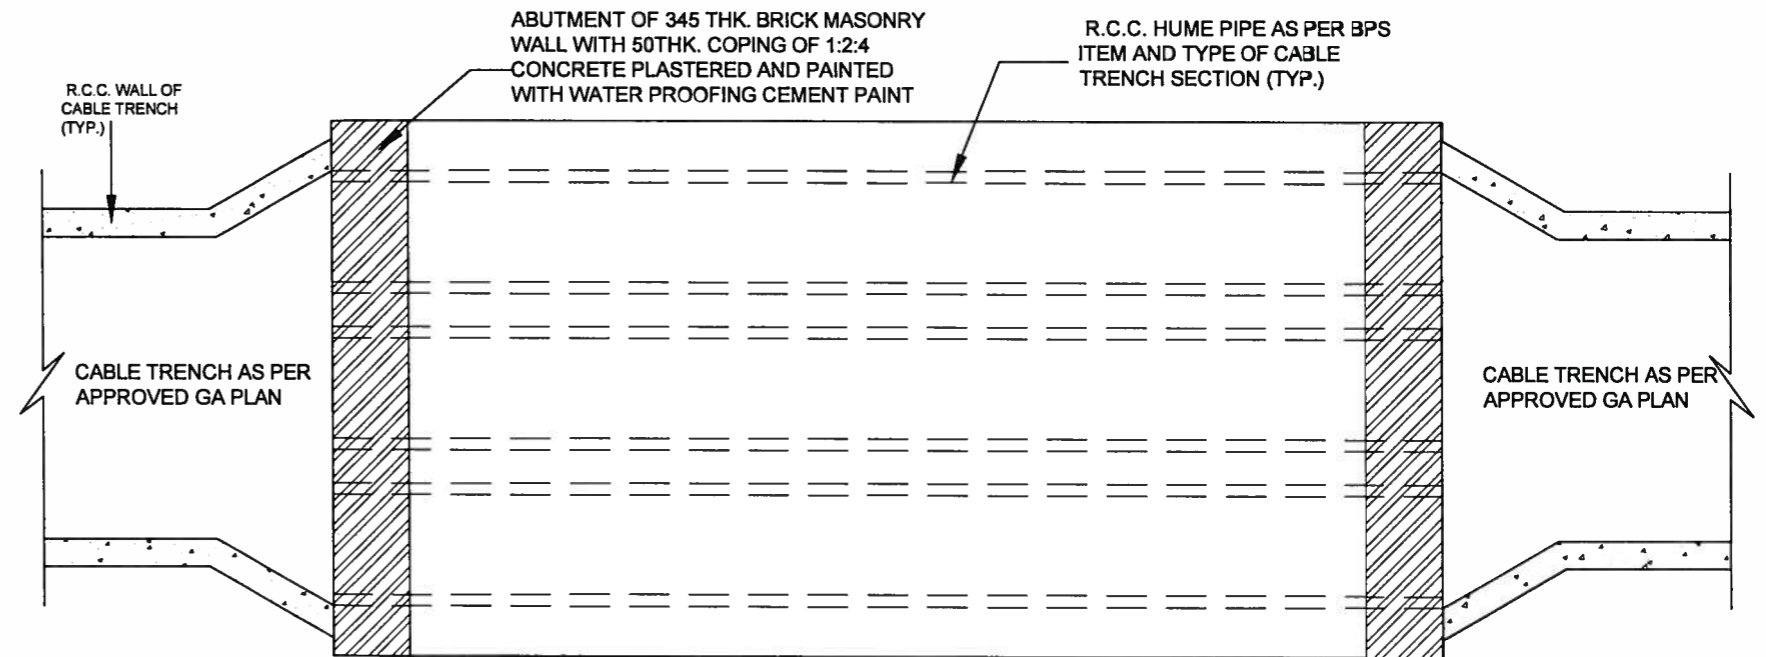 ABUTMENT OF 345 THK. BRICK MASONRY
WALL WITH 50THK. COPING OF 1:2:4
CONCRETE PLASTERED AND PAINTED
WITH WATER PROOFING CEMENT PAINT
R.C.C. HUME PIPE AS PER BPS
ITEM AND TYPE OF CABLE
TRENCH SECTION (TYP.)
R.C.C. WALL OF
CABLE TRENCH
(TYP.)
CABLE TRENCH AS PER
APPROVED GA PLAN
CABLE TRENCH AS PER
APPROVED GA PLAN